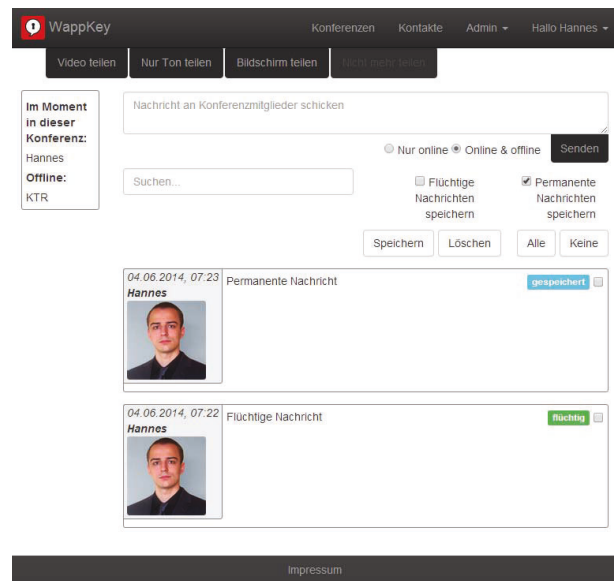 WappKey
Konferenzen Kontakte Admin Hallo Hannes
Video teilen Nur Ton teilen Bildschirm teilen Nicht mehr teilen
Im Moment
in dieser
Konferenz:
Hannes
Offline:
KTR
Nachricht an Konferenzmitglieder schicken
Nur online Online & offline Senden
Suchen...
Flüchtige
Nachrichten
speichern
Permanente
Nachrichten
speichern
Speichern Löschen Alle Keine
04.06.2014, 07:23
Hannes
Permanente Nachricht
gespeichert
04.06.2014, 07:22
Hannes
Flüchtige Nachricht
flüchtig
Impressum